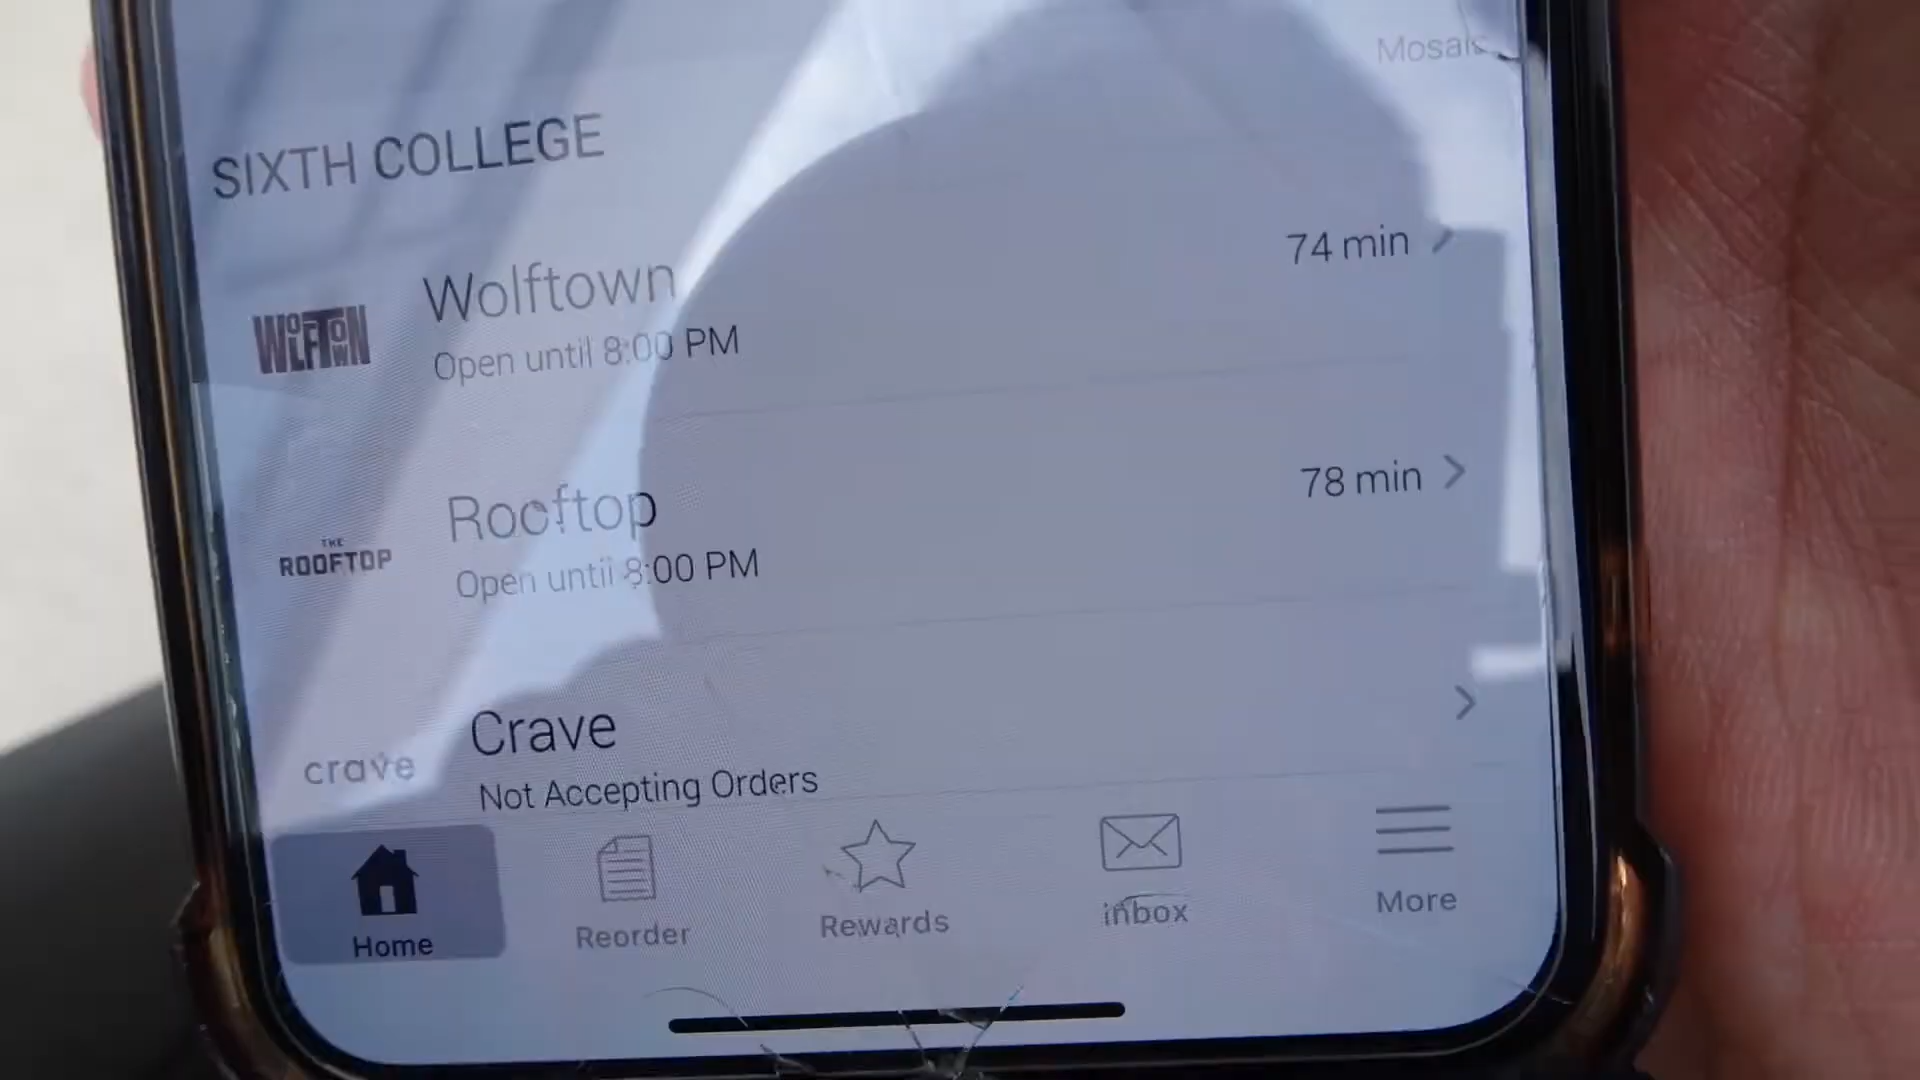 Mosaic
SIXTH COLLEGE
WOLFTOWN
Wolftown
74 min
Open until 8:00 PM
THE
ROOFTOP
Rooftop
78 min
Open until 8:00 PM
crave
Crave
Not Accepting Orders
Home
Reorder
Rewards
Inbox
More